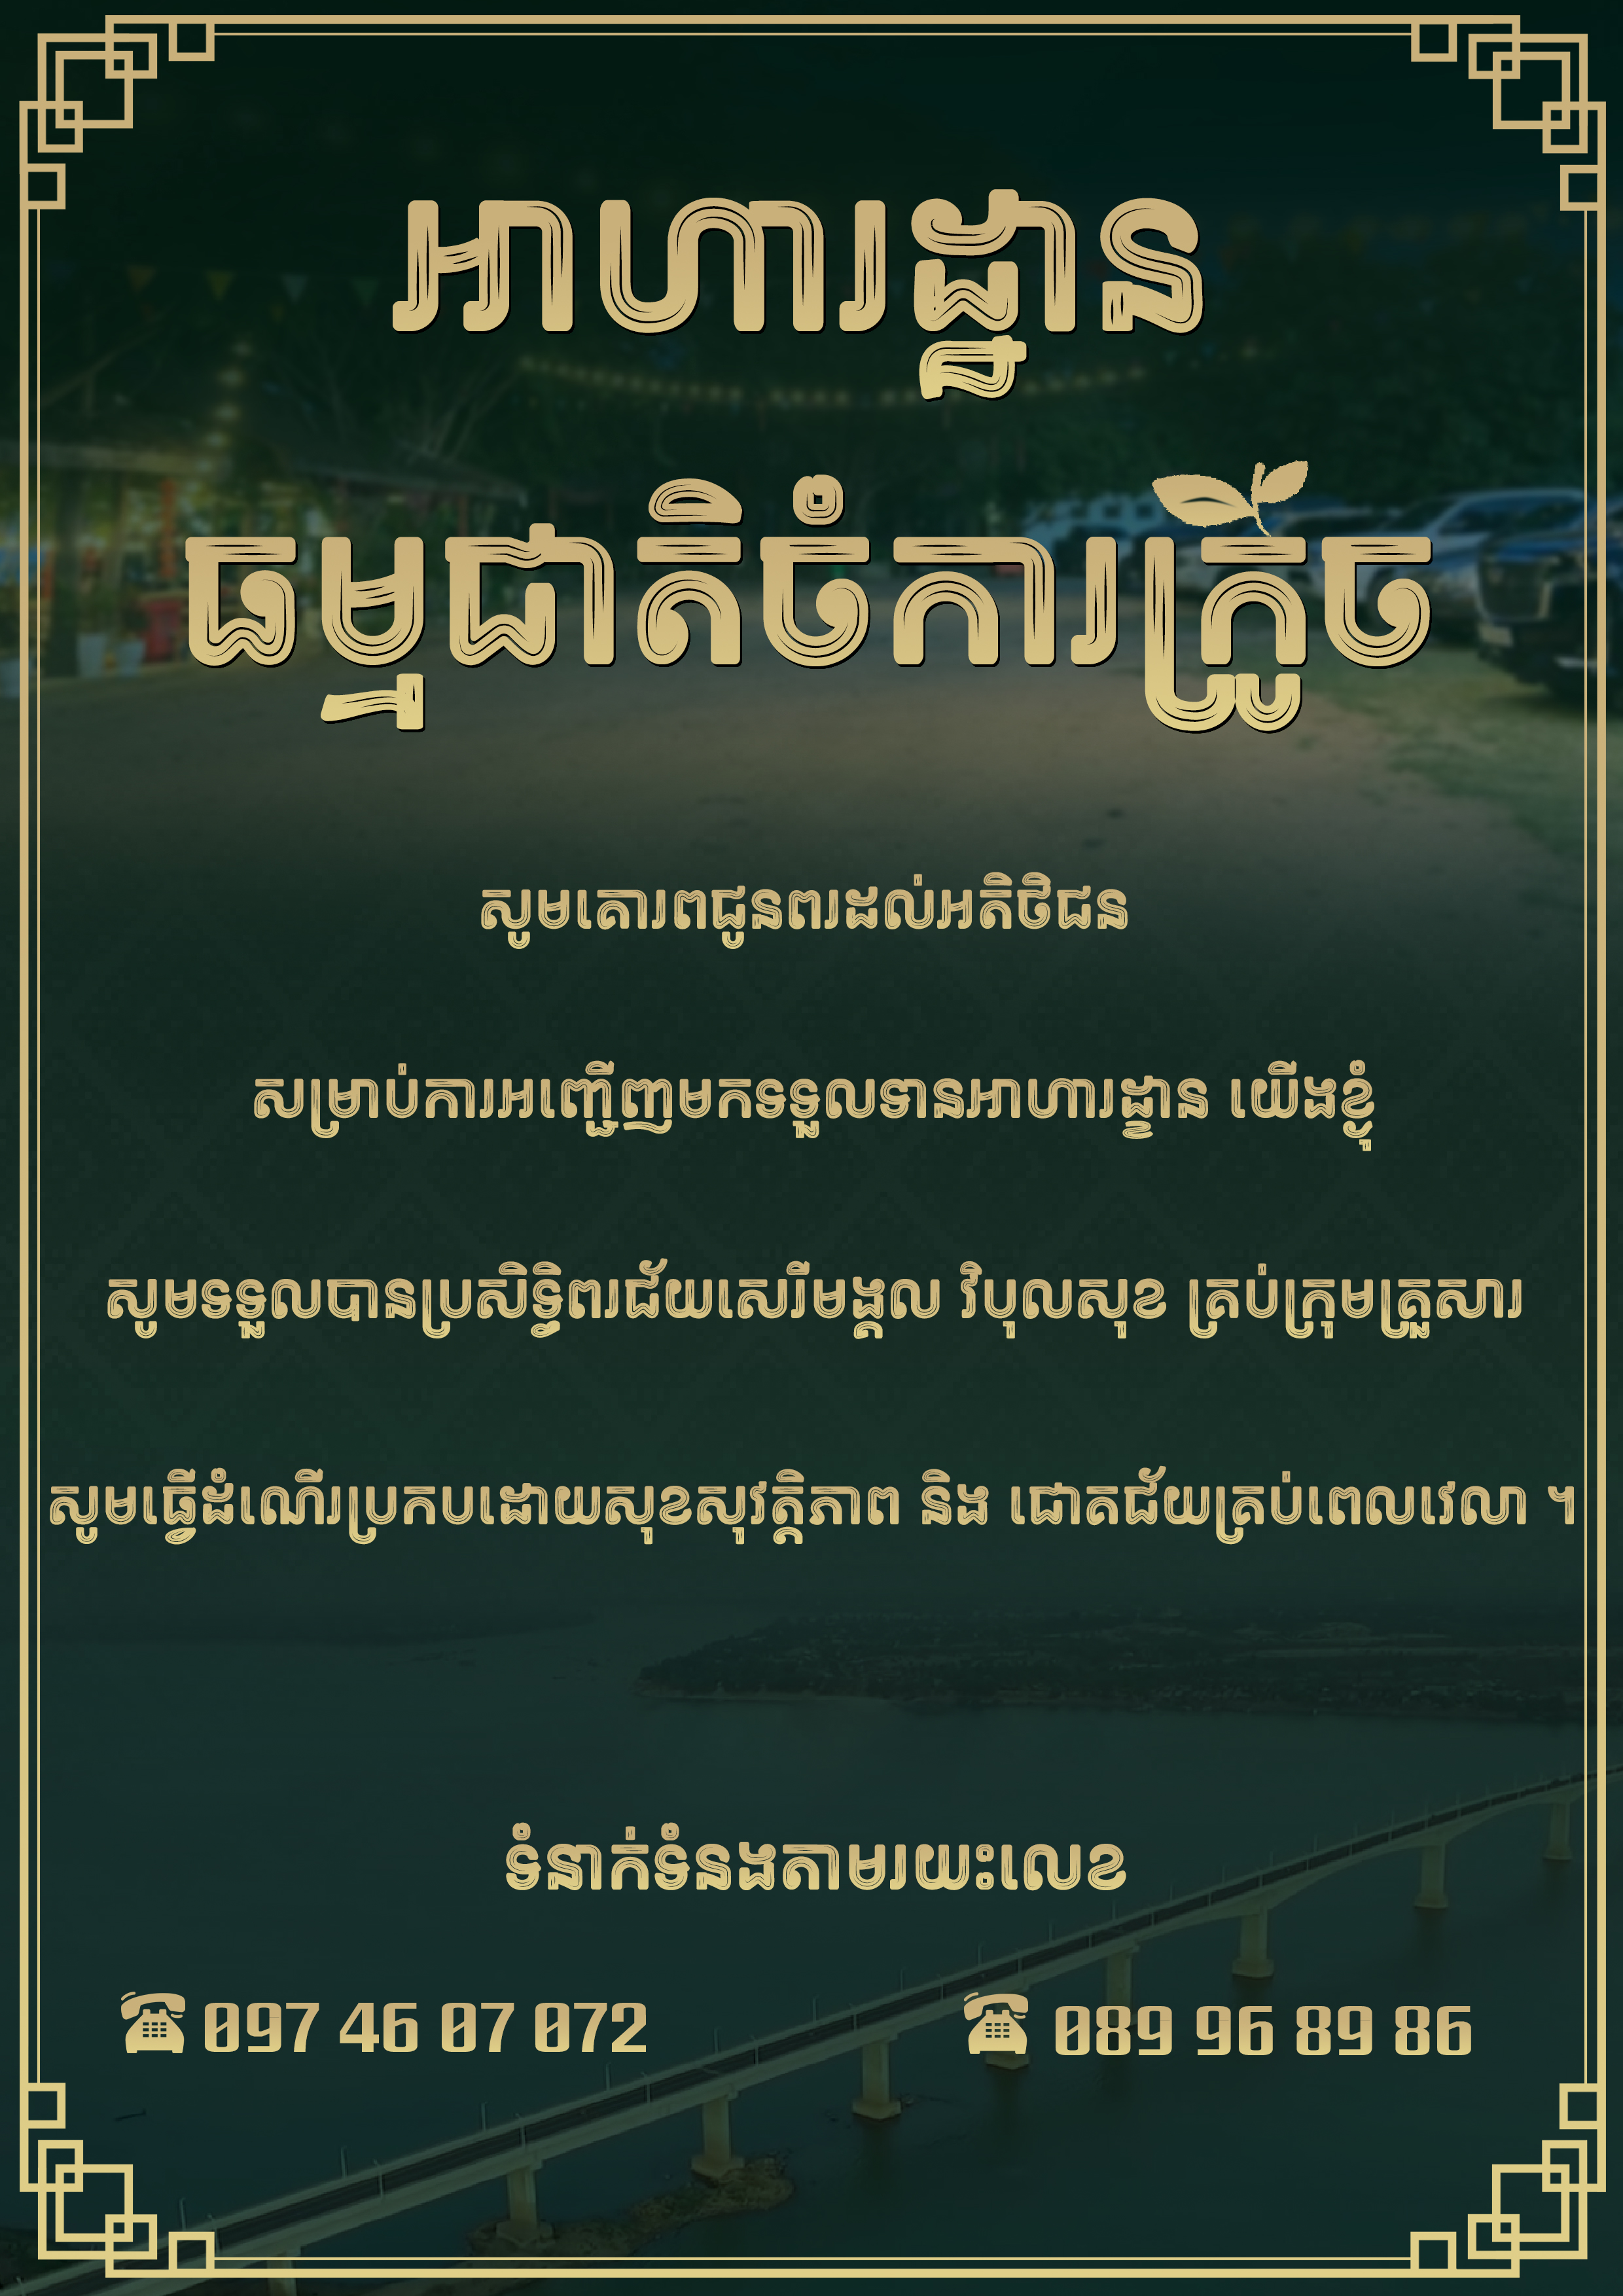 អាហារដ្ឋាន
ធម្មជាតិចំការក្រូច
សូមគោរពជូនពរដល់អតិថិជន
សម្រាប់ការអញ្ជើញមកទទួលទានអាហារដ្ឋាន យើងខ្ញុំ
សូមទទួលបានប្រសិទ្ធិពរជ័យសេរីមង្គល វិបុលសុខ គ្រប់ក្រុមគ្រួសារ
សូមធ្វើដំណើរប្រកបដោយសុខសុវត្តិភាព និង ជោគជ័យគ្រប់ពេលវេលា ។
ទំនាក់ទំនងតាមរយះលេខ
097 46 07 072
089 96 89 86